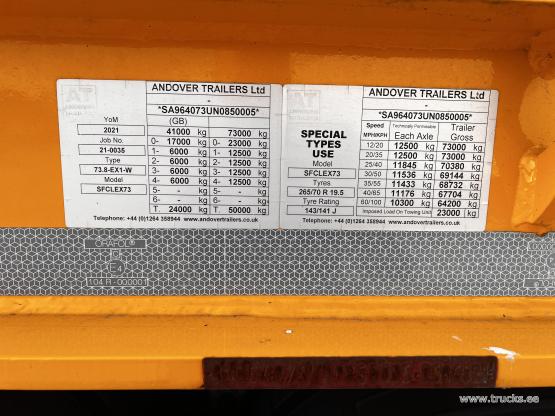 ANDOVER TRAILERS Ltd
-
*SA964073UN0850005*
YoM
2021
Job No.
21-0035
Type
73.8-EX1-W
Model
SFCLEX73
(GB)
41000 kg 73000 kg
0- 17000 kg 0- 23000 kg
1- 6000 kg 1- 12500 kg
2- 6000 kg 2- 12500 kg
3- 6000 kg 3- 12500 kg
4- 6000 kg 4- 12500 kg
5- - kg 5- - kg
6- - kg 6- - kg
T. 24000 kg T. 50000 kg
Telephone: +44 (0)1264 358944 www.andovertrailers.co.uk
AT
ANDOVER TRAILERS Ltd
-
*SA964073UN0850005*
SPECIAL
TYPES
USE
Model
SFCLEX73
Tyres
265/70 R 19.5
Tyre Rating
143/141 J
Speed MPH/KPH Technically Permissible Each Axle Trailer Gross
12/20 12500 kg 73000 kg
20/35 12500 kg 73000 kg
25/40 11845 kg 70380 kg
30/50 11536 kg 69144 kg
35/55 11433 kg 68732 kg
40/65 11176 kg 67704 kg
60/100 10300 kg 64200 kg
Imposed Load On Towing Unit 23000 kg
Telephone: +44 (0)1264 358944 www.andovertrailers.co.uk
ORAFOL
E4
104 R - 000001
www.trucks.ee